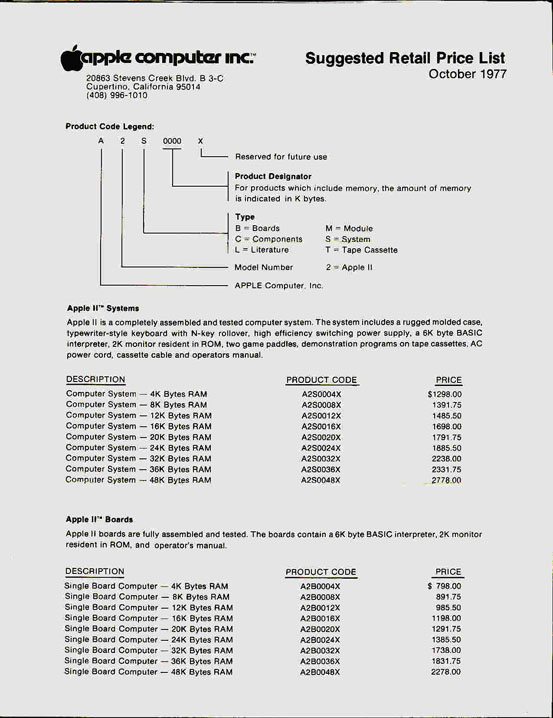 apple computer inc.™
Suggested Retail Price List
October 1977
20863 Stevens Creek Blvd. B 3-C
Cupertino, California 95014
(408) 996-1010
Product Code Legend:
A 2 S 0000 X
Reserved for future use
Product Designator
For products which include memory, the amount of memory
is indicated in K bytes.
Type
B = Boards M = Module
C = Components S = System
L = Literature T = Tape Cassette
Model Number 2 = Apple II
APPLE Computer, Inc.
Apple II™ Systems
Apple II is a completely assembled and tested computer system. The system includes a rugged molded case,
typewriter-style keyboard with N-key rollover, high efficiency switching power supply, a 6K byte BASIC
interpreter, 2K monitor resident in ROM, two game paddles, demonstration programs on tape cassettes, AC
power cord, cassette cable and operators manual.
DESCRIPTION PRODUCT CODE PRICE
Computer System — 4K Bytes RAM A2S0004X $1298.00
Computer System — 8K Bytes RAM A2S0008X 1391.75
Computer System — 12K Bytes RAM A2S0012X 1485.50
Computer System — 16K Bytes RAM A2S0016X 1698.00
Computer System — 20K Bytes RAM A2S0020X 1791.75
Computer System — 24K Bytes RAM A2S0024X 1885.50
Computer System — 32K Bytes RAM A2S0032X 2238.00
Computer System — 36K Bytes RAM A2S0036X 2331.75
Computer System — 48K Bytes RAM A2S0048X 2778.00
Apple II™ Boards
Apple II boards are fully assembled and tested. The boards contain a 6K byte BASIC interpreter, 2K monitor
resident in ROM, and operator's manual.
DESCRIPTION PRODUCT CODE PRICE
Single Board Computer — 4K Bytes RAM A2B0004X $ 798.00
Single Board Computer — 8K Bytes RAM A2B0008X 891.75
Single Board Computer — 12K Bytes RAM A2B0012X 985.50
Single Board Computer — 16K Bytes RAM A2B0016X 1198.00
Single Board Computer — 20K Bytes RAM A2B0020X 1291.75
Single Board Computer — 24K Bytes RAM A2B0024X 1385.50
Single Board Computer — 32K Bytes RAM A2B0032X 1738.00
Single Board Computer — 36K Bytes RAM A2B0036X 1831.75
Single Board Computer — 48K Bytes RAM A2B0048X 2278.00